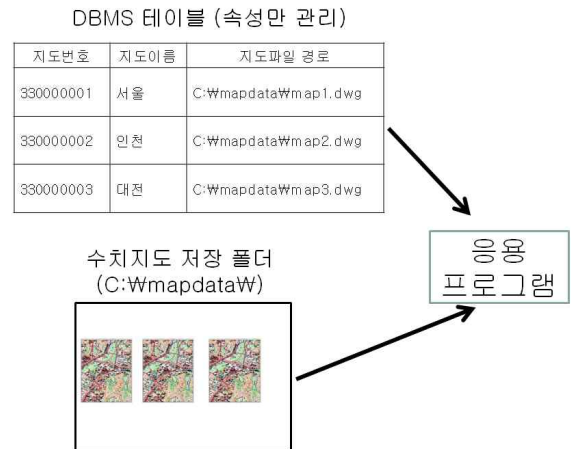 DBMS 테이블 (속성만 관리)
지도번호 지도이름 지도파일 경로
330000001 서울 C:₩mapdata₩map1.dwg
330000002 인천 C:₩mapdata₩map2.dwg
330000003 대전 C:₩mapdata₩map3.dwg
수치지도 저장 폴더
(C:₩mapdata₩)
응용
프로그램